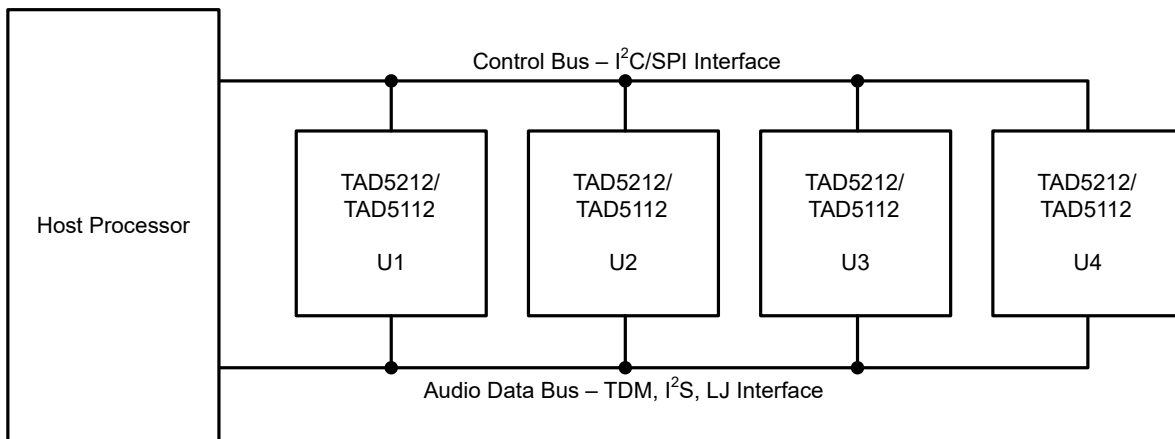 Control Bus – I²C/SPI Interface
Host Processor
TAD5212/
TAD5112
U1
TAD5212/
TAD5112
U2
TAD5212/
TAD5112
U3
TAD5212/
TAD5112
U4
Audio Data Bus – TDM, I²S, LJ Interface